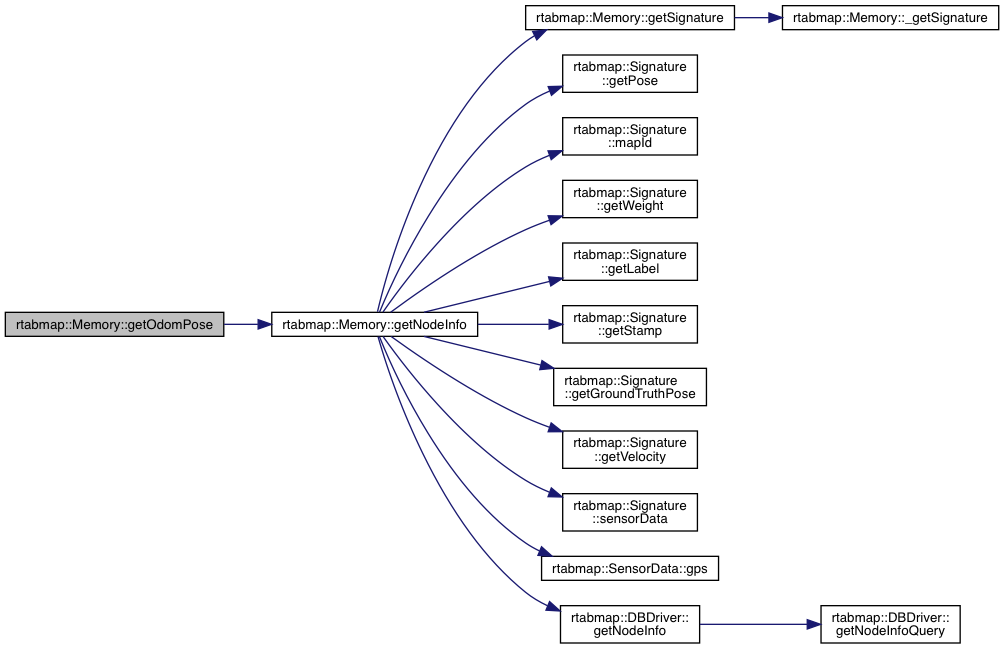 rtabmap::Memory::getOdomPose
rtabmap::Memory::getNodeInfo
rtabmap::Memory::getSignature
rtabmap::Memory::_getSignature
rtabmap::Signature
::getPose
rtabmap::Signature
::mapId
rtabmap::Signature
::getWeight
rtabmap::Signature
::getLabel
rtabmap::Signature
::getStamp
rtabmap::Signature
::getGroundTruthPose
rtabmap::Signature
::getVelocity
rtabmap::Signature
::sensorData
rtabmap::SensorData::gps
rtabmap::DBDriver::
getNodeInfo
rtabmap::DBDriver::
getNodeInfoQuery